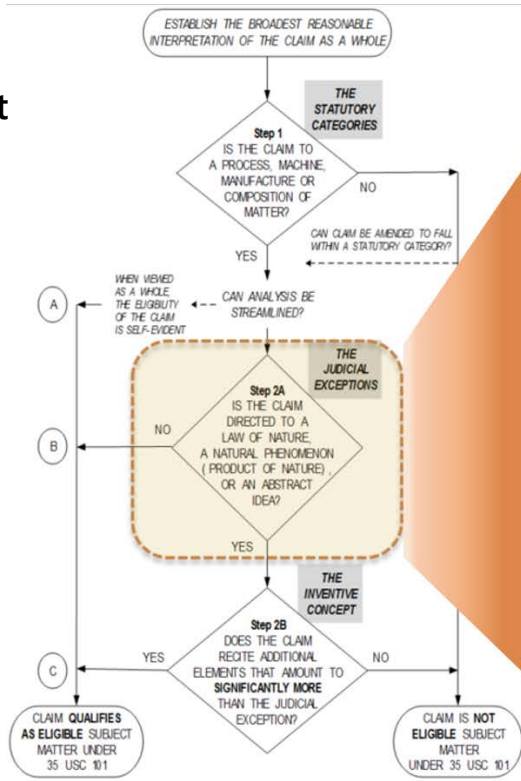 ESTABLISH THE BROADEST REASONABLE
INTERPRETATION OF THE CLAIM AS A WHOLE
t
THE
STATUTORY
CATEGORIES
Step 1
IS THE CLAIM TO
A PROCESS, MACHINE,
MANUFACTURE OR
COMPOSITION OF
MATTER?
NO
YES
CAN CLAIM BE AMENDED TO FALL
WITHIN A STATUTORY CATEGORY?
WHEN VIEWED
AS A WHOLE,
THE ELIGIBILITY
OF THE CLAIM
IS SELF-EVIDENT
A
CAN ANALYSIS BE
STREAMLINED?
THE
JUDICIAL
EXCEPTIONS
Step 2A
IS THE CLAIM
DIRECTED TO A
LAW OF NATURE,
A NATURAL PHENOMENON
( PRODUCT OF NATURE) ,
OR AN ABSTRACT
IDEA?
NO
B
YES
THE
INVENTIVE
CONCEPT
Step 2B
DOES THE CLAIM
RECITE ADDITIONAL
ELEMENTS THAT AMOUNT TO
SIGNIFICANTLY MORE
THAN THE JUDICIAL
EXCEPTION?
YES
NO
C
CLAIM QUALIFIES
AS ELIGIBLE SUBJECT
MATTER UNDER
35 USC 101
CLAIM IS NOT
ELIGIBLE SUBJECT
MATTER
UNDER 35 USC 101